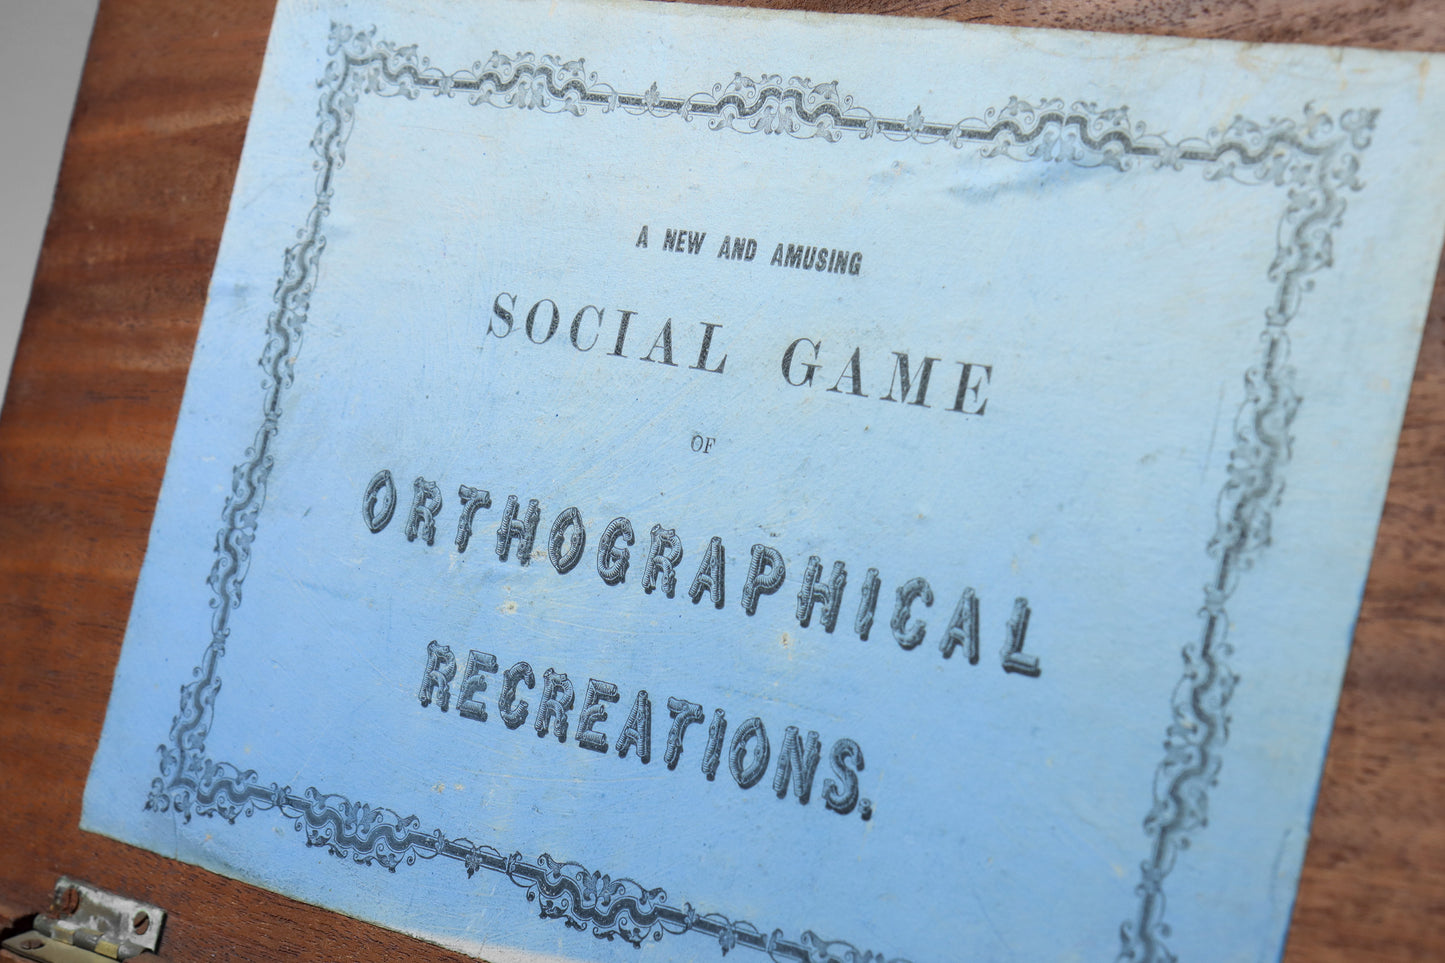 A NEW AND AMUSING
SOCIAL GAME
OF
ORTHOGRAPHICAL
RECREATIONS.